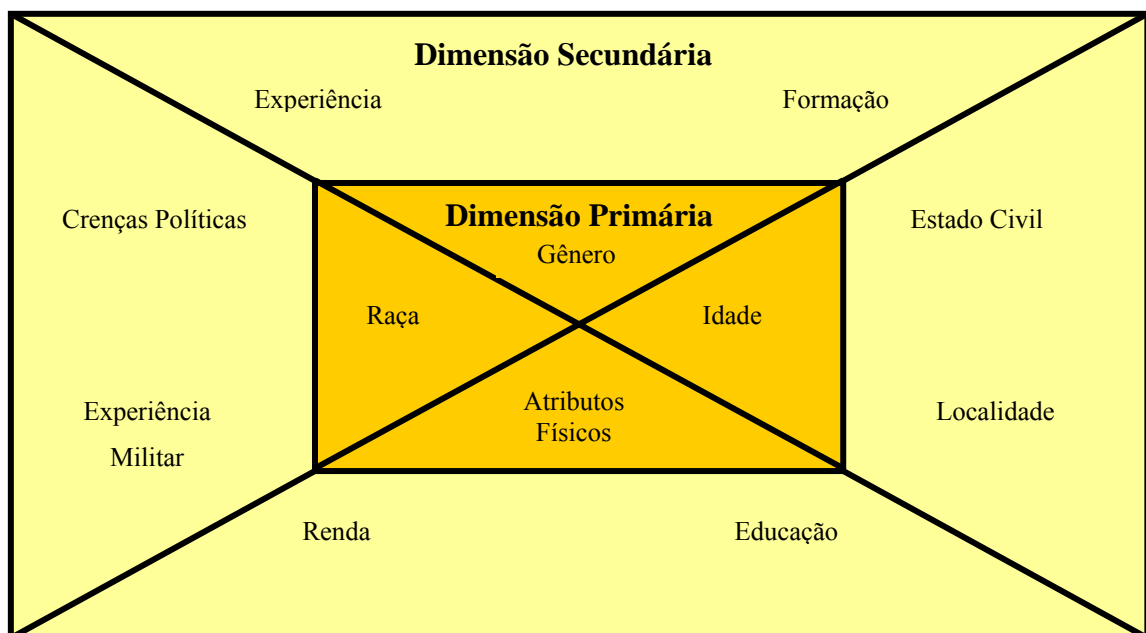 Dimensão Secundária
Experiência
Formação
Crenças Políticas
Estado Civil
Dimensão Primária
Gênero
Raça
Idade
Atributos
Físicos
Experiência
Militar
Localidade
Renda
Educação